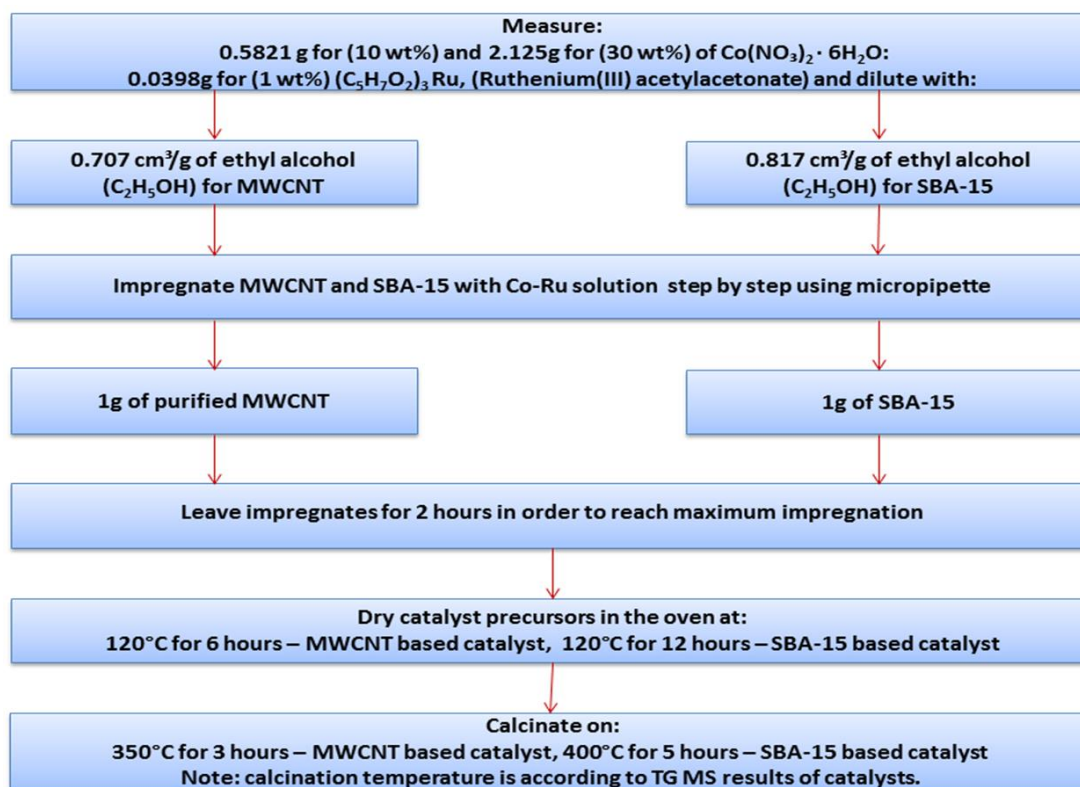 Measure:
0.5821 g for (10 wt%) and 2.125g for (30 wt%) of Co(NO₃)₂ · 6H₂O:
0.0398g for (1 wt%) (C₅H₇O₂)₃ Ru, (Ruthenium(III) acetylacetonate) and dilute with:
0.707 cm³/g of ethyl alcohol
(C₂H₅OH) for MWCNT
0.817 cm³/g of ethyl alcohol
(C₂H₅OH) for SBA-15
Impregnate MWCNT and SBA-15 with Co-Ru solution step by step using micropipette
1g of purified MWCNT
1g of SBA-15
Leave impregnates for 2 hours in order to reach maximum impregnation
Dry catalyst precursors in the oven at:
120°C for 6 hours – MWCNT based catalyst, 120°C for 12 hours – SBA-15 based catalyst
Calcinate on:
350°C for 3 hours – MWCNT based catalyst, 400°C for 5 hours – SBA-15 based catalyst
Note: calcination temperature is according to TG MS results of catalysts.